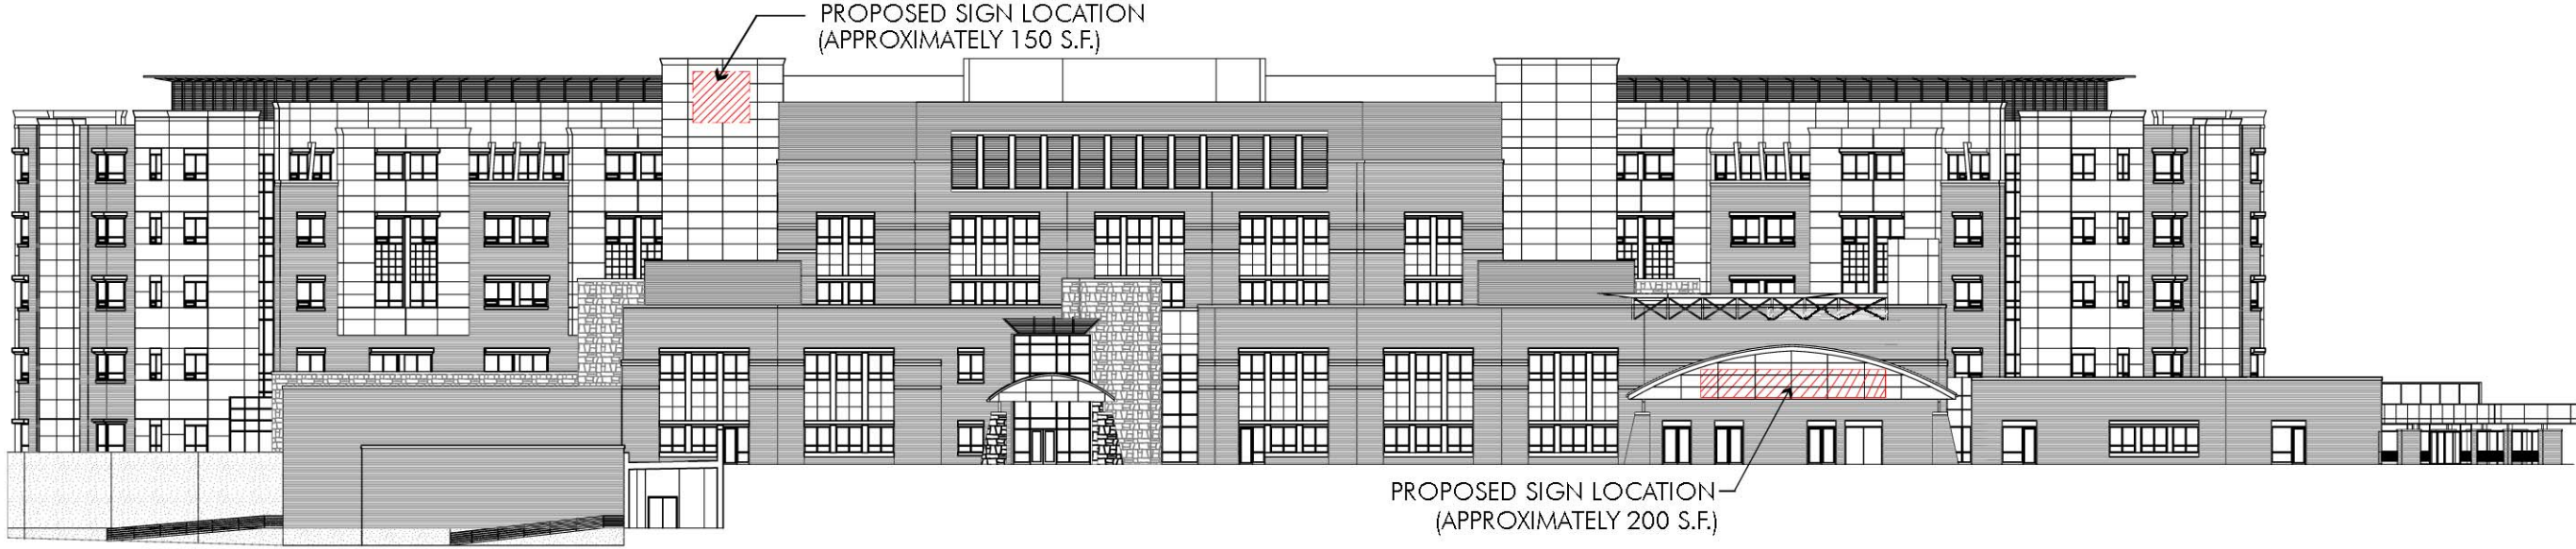 PROPOSED SIGN LOCATION
(APPROXIMATELY 150 S.F.)
PROPOSED SIGN LOCATION
(APPROXIMATELY 200 S.F.)